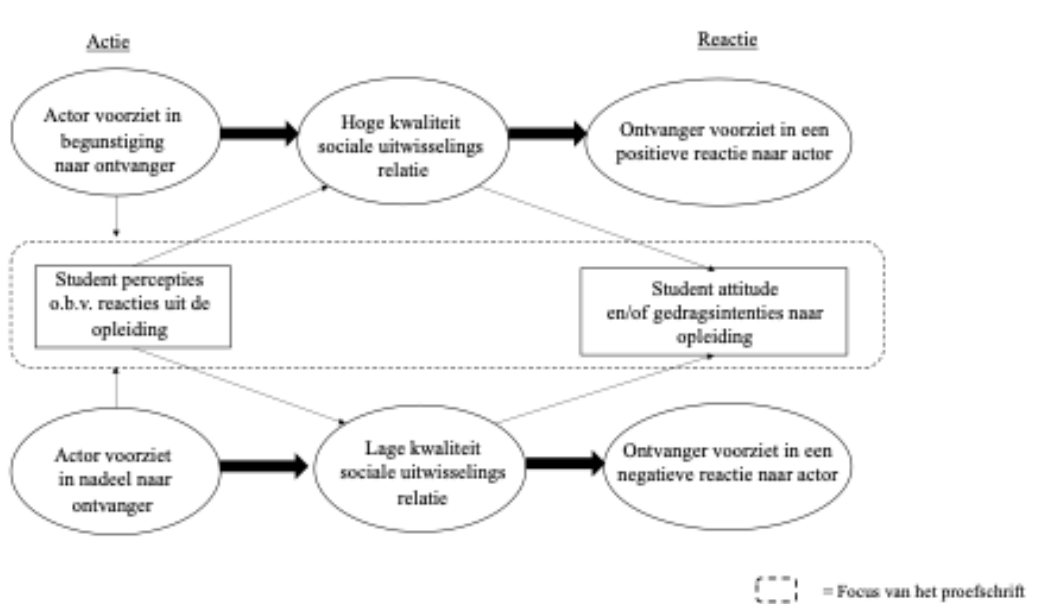 Actie
Reactie
Actor voorziet in
begunstiging
naar ontvanger
Hoge kwaliteit
sociale uitwisselings
relatie
Ontvanger voorziet in een
positieve reactie naar actor
Student percepties
o.b.v. reacties uit de
opleiding
Student attitude
en/of gedragsintenties naar
opleiding
Actor voorziet
in nadeel naar
ontvanger
Lage kwaliteit
sociale uitwisselings
relatie
Ontvanger voorziet in een
negatieve reactie naar actor
= Focus van het proefschrift